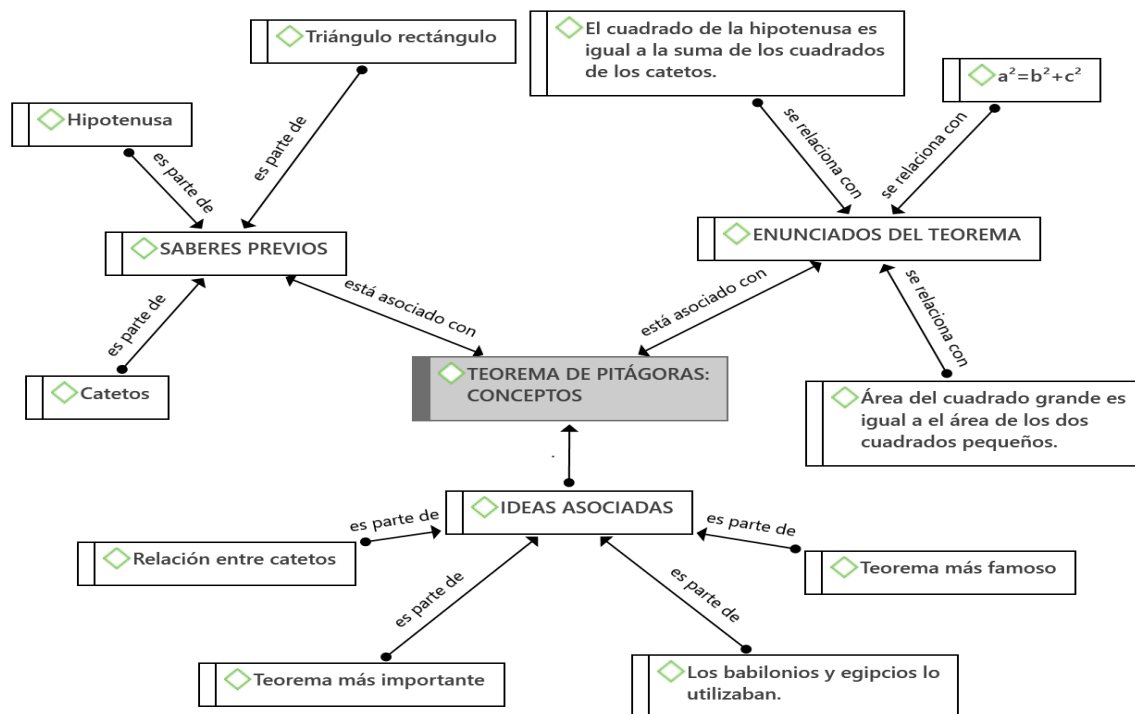 Triángulo rectángulo
El cuadrado de la hipotenusa es
igual a la suma de los cuadrados
de los catetos.
a²=b²+c²
Hipotenusa
es parte de
es parte de
se relaciona con
se relaciona con
SABERES PREVIOS
ENUNCIADOS DEL TEOREMA
es parte de
está asociado con
está asociado con
se relaciona con
Catetos
TEOREMA DE PITÁGORAS:
CONCEPTOS
Área del cuadrado grande es
igual a el área de los dos
cuadrados pequeños.
.
IDEAS ASOCIADAS
es parte de
es parte de
Relación entre catetos
Teorema más famoso
es parte de
es parte de
Teorema más importante
Los babilonios y egipcios lo
utilizaban.